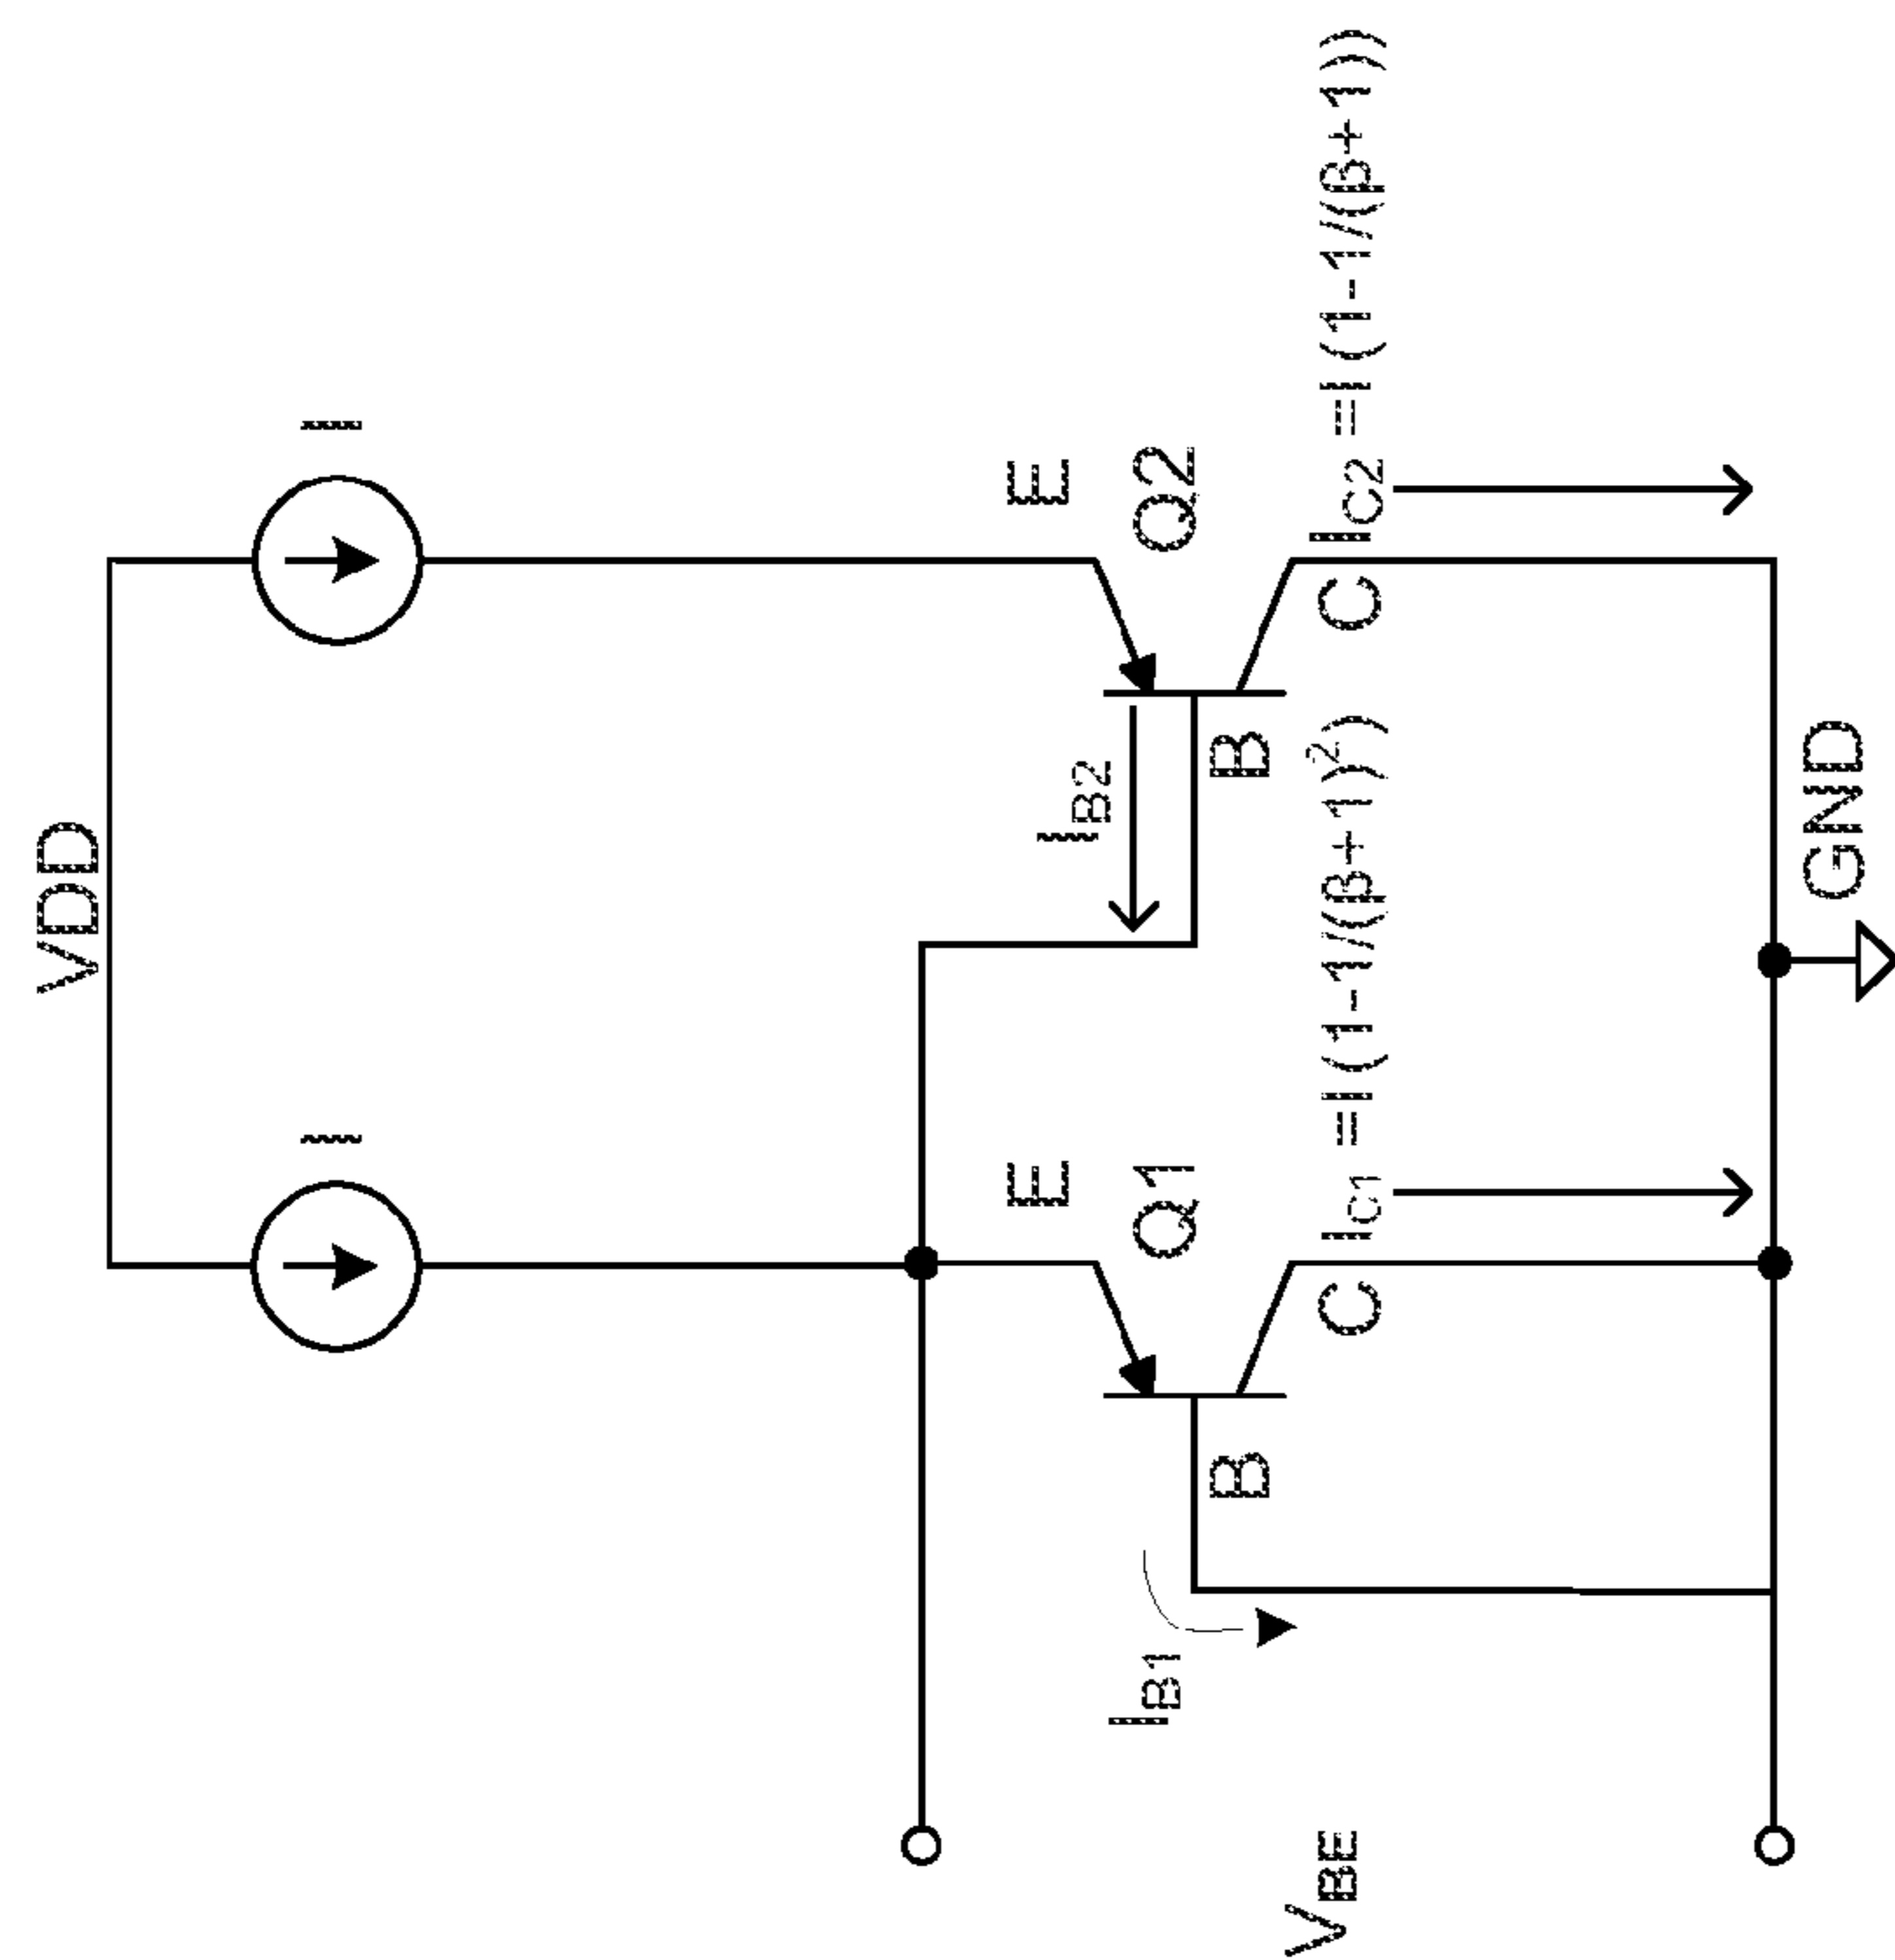 VDD
I
I
E
E
I_B2
Q1
Q2
I_B1
B
B
V_BE
C I_C1 =I(1-1/(β+1)²)
C I_C2 =I(1-1/(β+1))
GND